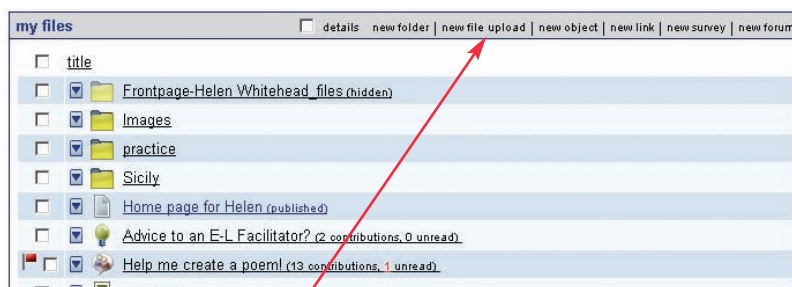 my files details new folder | new file upload | new object | new link | new survey | new forum
title
Frontpage-Helen Whitehead_files (hidden)
Images
practice
Sicily
Home page for Helen (published)
Advice to an E-L Facilitator? (2 contributions, 0 unread)
Help me create a poem! (13 contributions, 1 unread)